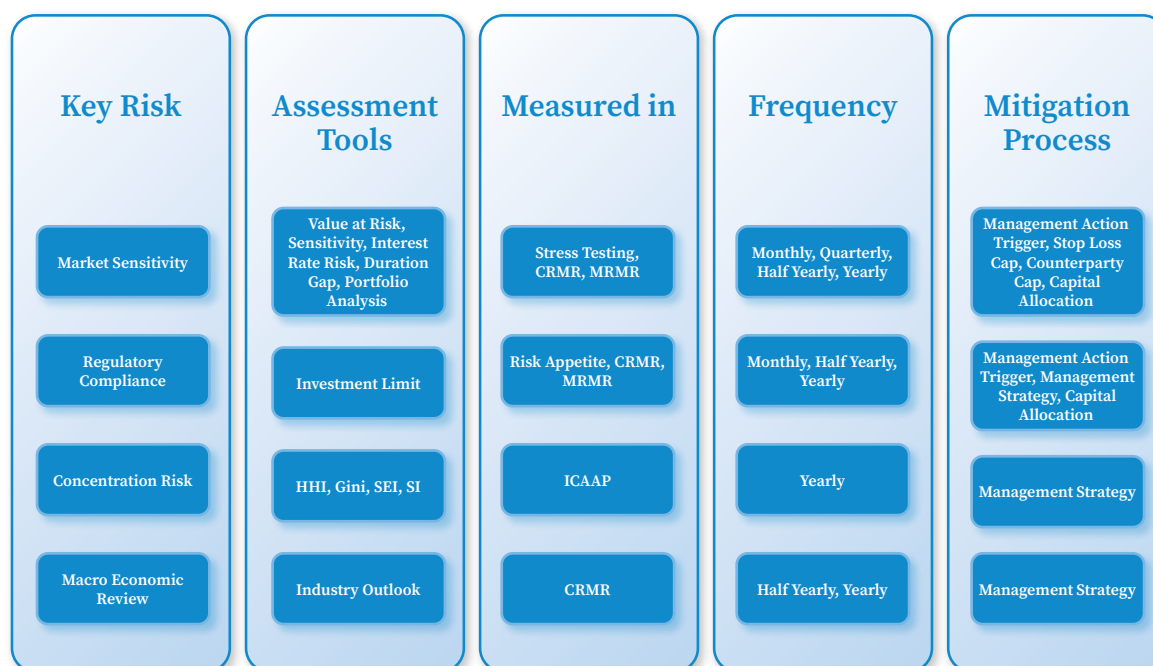 Key Risk
Market Sensitivity
Regulatory
Compliance
Concentration Risk
Macro Economic
Review
Assessment
Tools
Value at Risk,
Sensitivity, Interest
Rate Risk, Duration
Gap, Portfolio
Analysis
Investment Limit
HHI, Gini, SEI, SI
Industry Outlook
Measured in
Stress Testing,
CRMR, MRMR
Risk Appetite, CRMR,
MRMR
ICAAP
CRMR
Frequency
Monthly, Quarterly,
Half Yearly, Yearly
Monthly, Half Yearly,
Yearly
Yearly
Half Yearly, Yearly
Mitigation
Process
Management Action
Trigger, Stop Loss
Cap, Counterparty
Cap, Capital
Allocation
Management Action
Trigger, Management
Strategy, Capital
Allocation
Management Strategy
Management Strategy